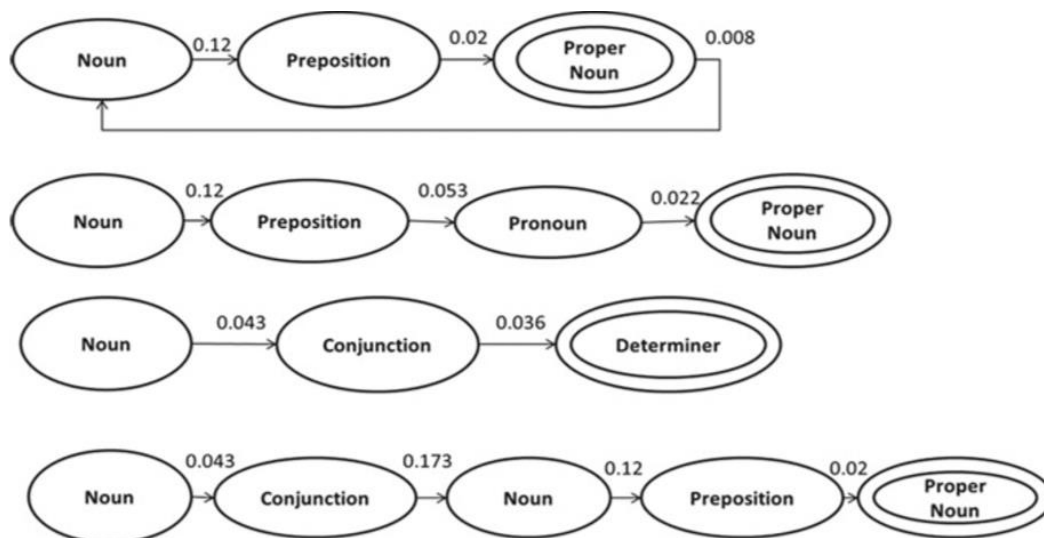 0.12 0.02 0.008
Noun Preposition Proper
Noun
0.12 0.053 0.022
Noun Preposition Pronoun Proper
Noun
0.043 0.036
Noun Conjunction Determiner
0.043 0.173 0.12 0.02
Noun Conjunction Noun Preposition Proper
Noun